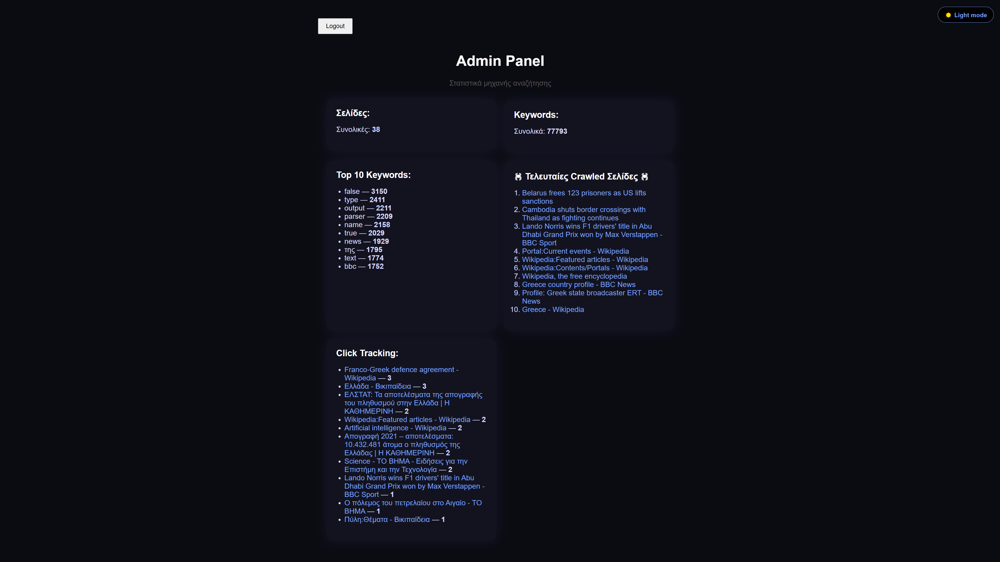 Logout
Light mode
Admin Panel
Στατιστικά μηχανής αναζήτησης
Σελίδες:
Συνολικές: 38
Keywords:
Συνολικά: 77793
Top 10 Keywords:
false — 3150
type — 2411
output — 2211
parser — 2209
name — 2158
true — 2029
news — 1929
της — 1795
text — 1774
bbc — 1752
Τελευταίες Crawled Σελίδες
1. Belarus frees 123 prisoners as US lifts
sanctions
2. Cambodia shuts border crossings with
Thailand as fighting continues
3. Lando Norris wins F1 drivers' title in Abu
Dhabi Grand Prix won by Max Verstappen -
BBC Sport
4. Portal:Current events - Wikipedia
5. Wikipedia:Featured articles - Wikipedia
6. Wikipedia:Contents/Portals - Wikipedia
7. Wikipedia, the free encyclopedia
8. Greece country profile - BBC News
9. Profile: Greek state broadcaster ERT - BBC
News
10. Greece - Wikipedia
Click Tracking:
Franco-Greek defence agreement -
Wikipedia — 3
Ελλάδα - Βικιπαίδεια — 3
ΕΛΣΤΑΤ: Τα αποτελέσματα της απογραφής
του πληθυσμού στην Ελλάδα | Η
ΚΑΘΗΜΕΡΙΝΗ — 2
Wikipedia:Featured articles - Wikipedia — 2
Artificial intelligence - Wikipedia — 2
Απογραφή 2021 – αποτελέσματα:
10.432.481 άτομα ο πληθυσμός της
Ελλάδας | Η ΚΑΘΗΜΕΡΙΝΗ — 2
Science - ΤΟ ΒΗΜΑ - Ειδήσεις για την
Επιστήμη και την Τεχνολογία — 2
Lando Norris wins F1 drivers' title in Abu
Dhabi Grand Prix won by Max Verstappen -
BBC Sport — 1
Ο πόλεμος του πετρελαίου στο Αιγαίο - ΤΟ
ΒΗΜΑ — 1
Πύλη:Θέματα - Βικιπαίδεια — 1